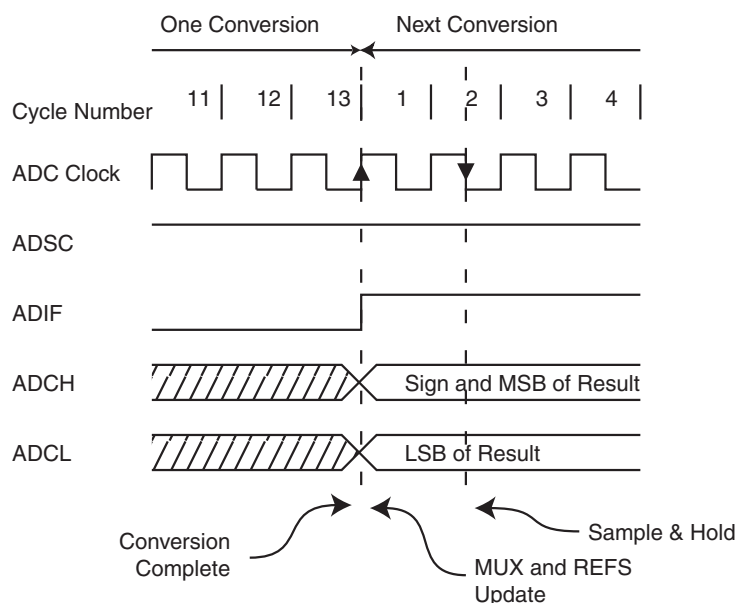 One Conversion Next Conversion
Cycle Number 11 12 13 1 2 3 4
ADC Clock
ADSC
ADIF
ADCH Sign and MSB of Result
ADCL LSB of Result
Conversion
Complete
MUX and REFS
Update
Sample & Hold